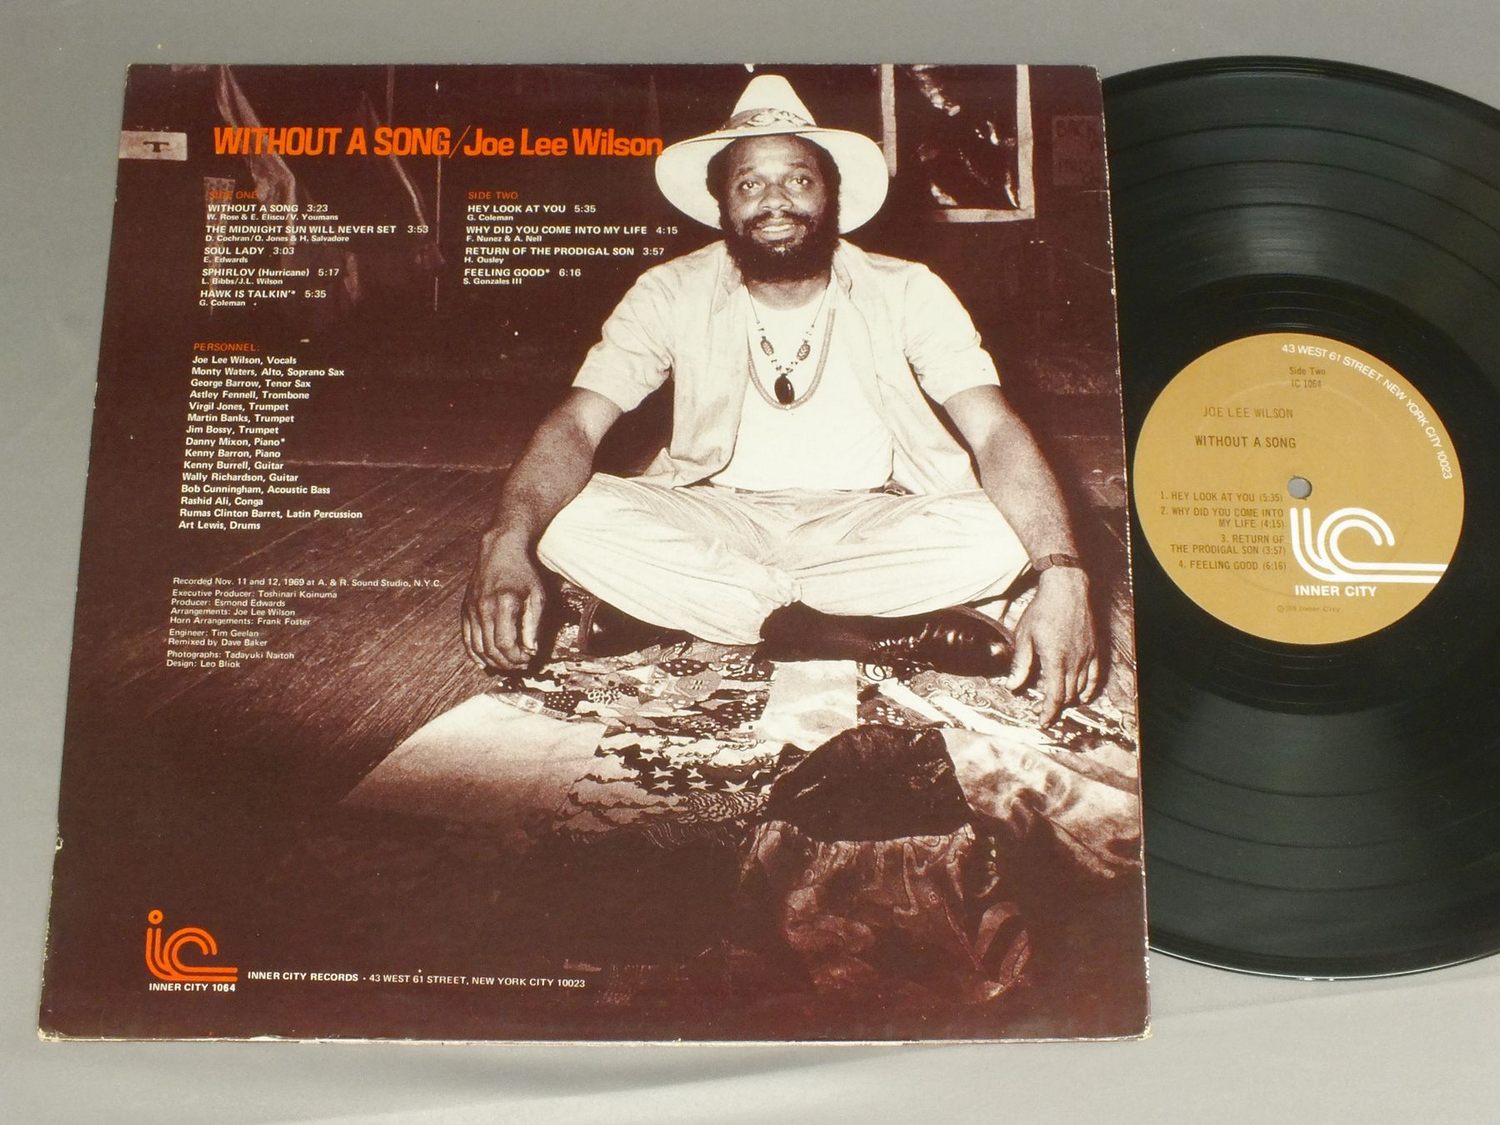 WITHOUT A SONG/Joe Lee Wilson
SIDE ONE
WITHOUT A SONG 3:23
W. Rose & E. Eliscu/V. Youmans
THE MIDNIGHT SUN WILL NEVER SET 3:53
D. Cochran/Q. Jones & H. Salvadore
SOUL LADY 3:03
E. Edwards
SPHIRLOV (Hurricane) 5:17
L. Bibbs/J.L. Wilson
HAWK IS TALKIN'* 5:35
G. Coleman
SIDE TWO
HEY LOOK AT YOU 5:35
G. Coleman
WHY DID YOU COME INTO MY LIFE 4:15
F. Nunez & A. Nell
RETURN OF THE PRODIGAL SON 3:57
H. Ousley
FEELING GOOD* 6:16
S. Gonzales III
PERSONNEL:
Joe Lee Wilson, Vocals
Monty Waters, Alto, Soprano Sax
George Barrow, Tenor Sax
Astley Fennell, Trombone
Virgil Jones, Trumpet
Martin Banks, Trumpet
Jim Bossy, Trumpet
Danny Mixon, Piano*
Kenny Barron, Piano
Kenny Burrell, Guitar
Wally Richardson, Guitar
Bob Cunningham, Acoustic Bass
Rashid Ali, Conga
Rumas Clinton Barret, Latin Percussion
Art Lewis, Drums
Recorded Nov. 11 and 12, 1969 at A. & R. Sound Studio, N.Y.C.
Executive Producer: Toshinari Koinuma
Producer: Esmond Edwards
Arrangements: Joe Lee Wilson
Horn Arrangements: Frank Foster
Engineer: Tim Geelan
Remixed by Dave Baker
Photographs: Tadayuki Naitoh
Design: Leo Bliok
ic
INNER CITY 1064
INNER CITY RECORDS • 43 WEST 61 STREET, NEW YORK CITY 10023
43 WEST 61 STREET, NEW YORK CITY 10023
Side Two
IC 1064
JOE LEE WILSON
WITHOUT A SONG
1. HEY LOOK AT YOU (5:35)
2. WHY DID YOU COME INTO
MY LIFE (4:15)
3. RETURN OF
THE PRODIGAL SON (3:57)
4. FEELING GOOD (6:16)
ic
INNER CITY
Inner City